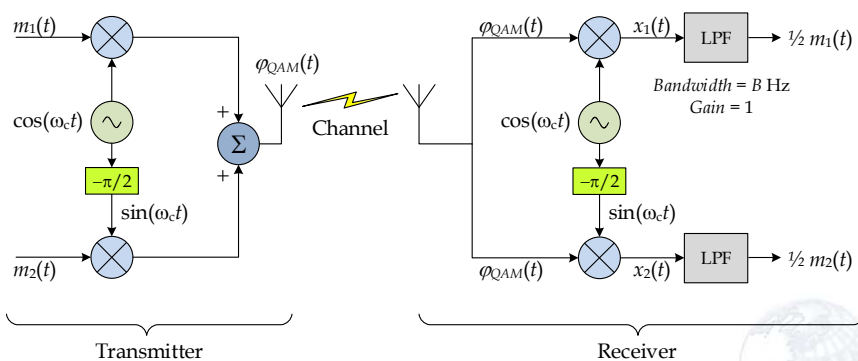 m₁(t)
φQAM(t)
cos(ωct)
−π/2
sin(ωct)
m₂(t)
+
Σ
+
Channel
Transmitter
φQAM(t)
x₁(t)
LPF
½ m₁(t)
Bandwidth = B Hz
Gain = 1
cos(ωct)
−π/2
sin(ωct)
φQAM(t)
x₂(t)
LPF
½ m₂(t)
Receiver